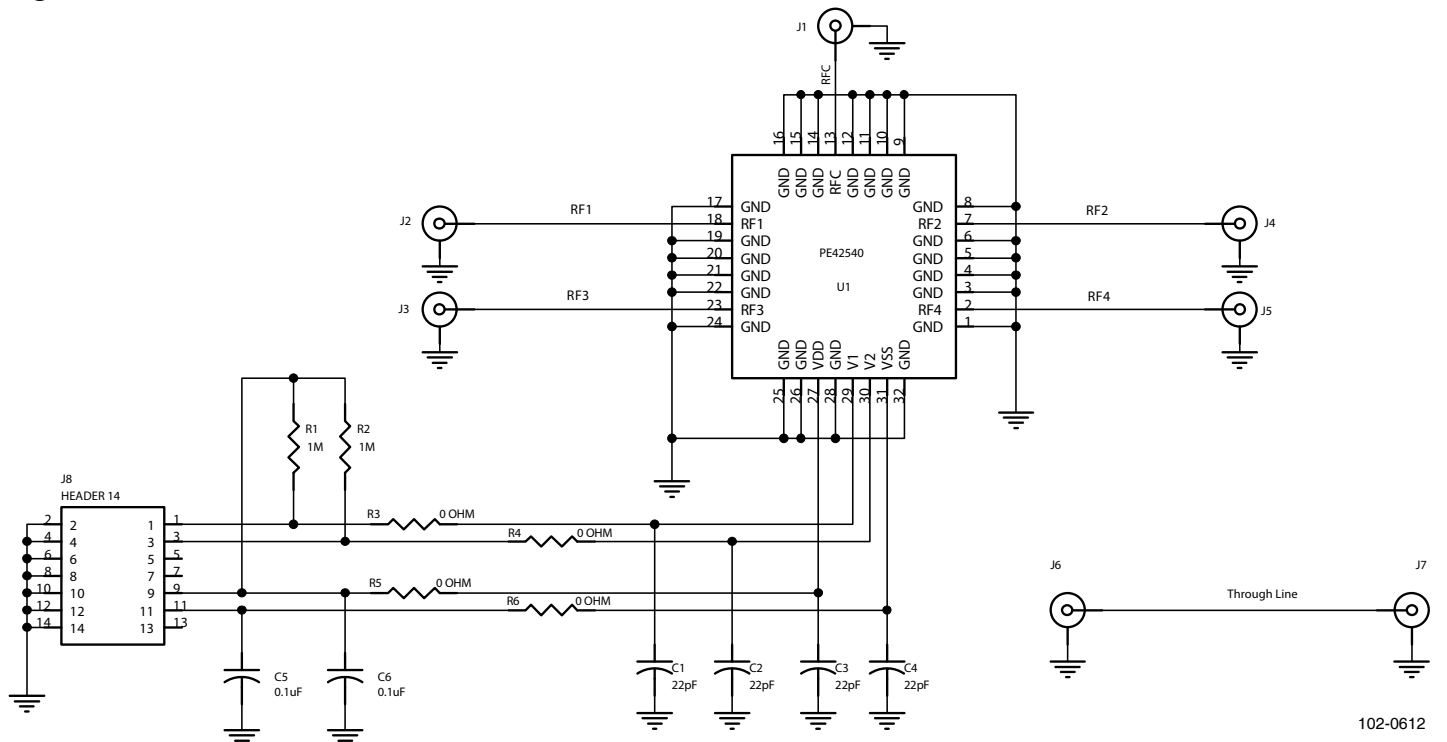 J1
RFC
16
15
14
13
12
11
10
9
GND
GND
GND
RFC
GND
GND
GND
GND
17 GND
GND 8
J2
RF1
18 RF1
RF2 7
RF2
J4
19 GND
GND 6
20 GND
PE42540
GND 5
21 GND
GND 4
22 GND
U1
GND 3
J3
RF3
23 RF3
RF4 2
RF4
J5
24 GND
GND 1
GND
GND
VDD
GND
V1
V2
VSS
GND
25
26
27
28
29
30
31
32
R1
1M
R2
1M
J8
HEADER 14
2 2 1 1
R3 0 OHM
4 4 3 3
R4 0 OHM
6 6 5 5
8 8 7 7
10 10 9 9
R5 0 OHM
12 12 11 11
R6 0 OHM
14 14 13 13
J6
J7
Through Line
C5
0.1uF
C6
0.1uF
C1
22pF
C2
22pF
C3
22pF
C4
22pF
102-0612